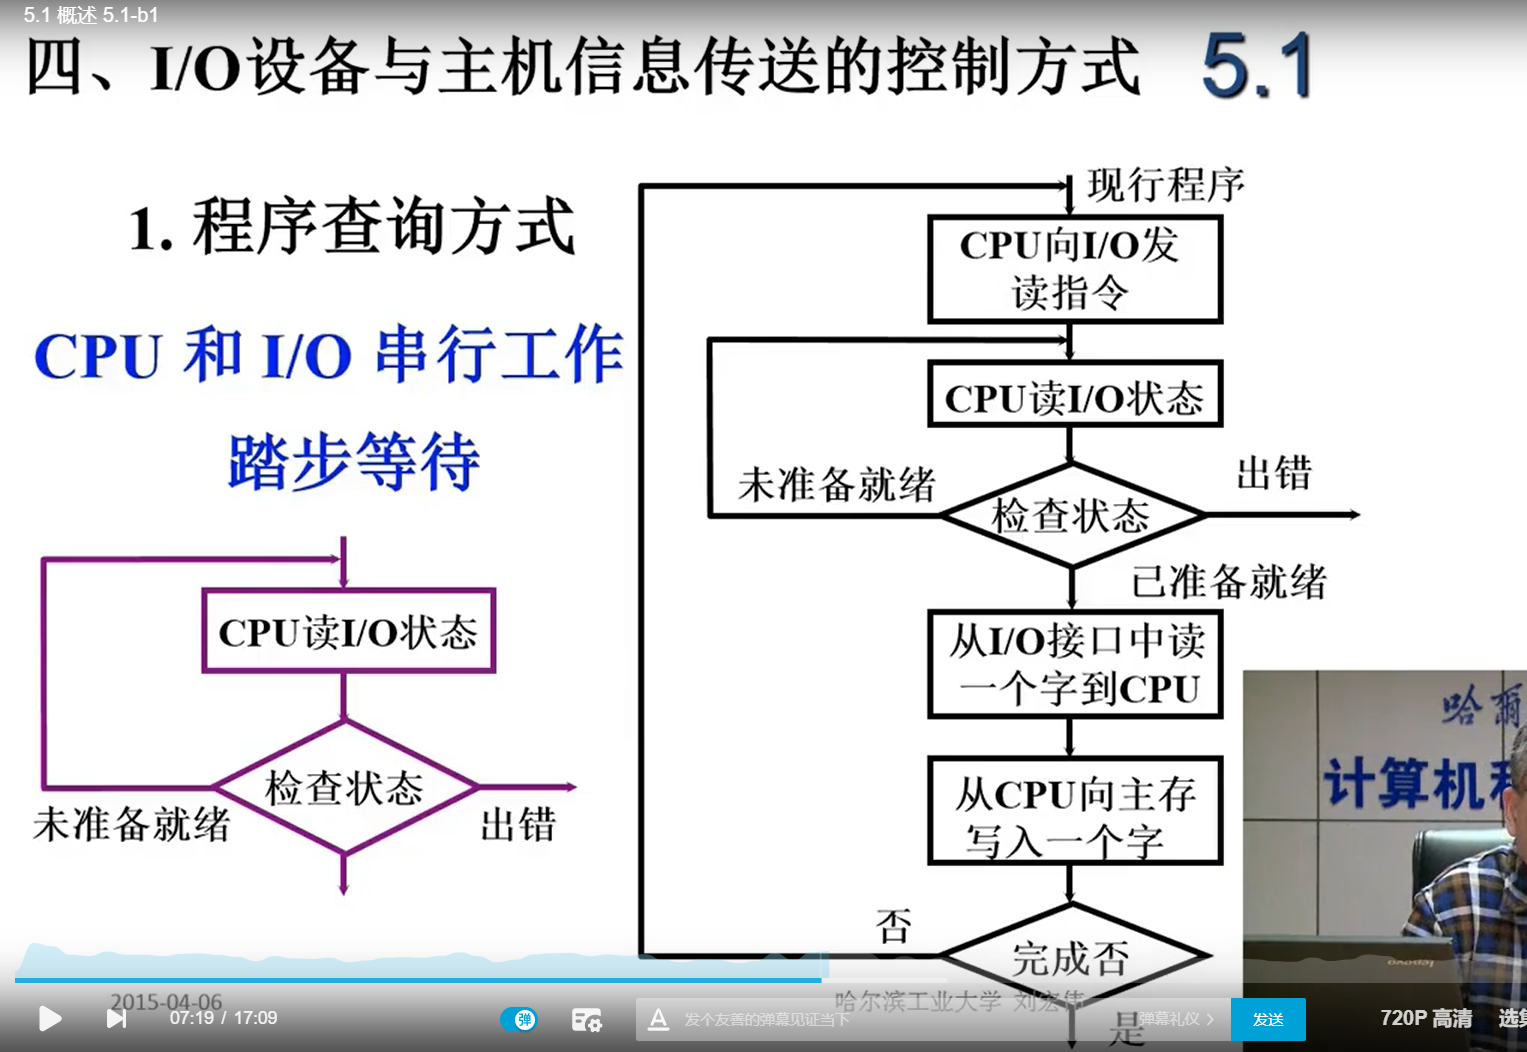 5.1 概述 5.1-b1
四、I/O设备与主机信息传送的控制方式 5.1
1. 程序查询方式
CPU 和 I/O 串行工作
踏步等待
CPU读I/O状态
检查状态
未准备就绪
出错
现行程序
CPU向I/O发
读指令
CPU读I/O状态
未准备就绪
检查状态
出错
已准备就绪
从I/O接口中读
一个字到CPU
从CPU向主存
写入一个字
否
完成否
是
计算机
2015-04-06
哈尔滨工业大学 刘宏伟
07:19 / 17:09
弹
发个友善的弹幕见证当下
弹幕礼仪
发送
720P 高清
lenovo